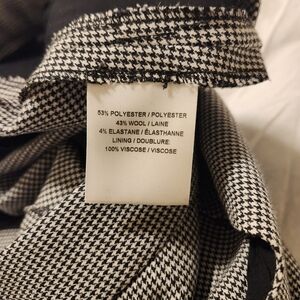 53% POLYESTER / POLYESTER
43% WOOL / LAINE
4% ELASTANE / ÉLASTHANNE
LINING / DOUBLURE:
100% VISCOSE / VISCOSE